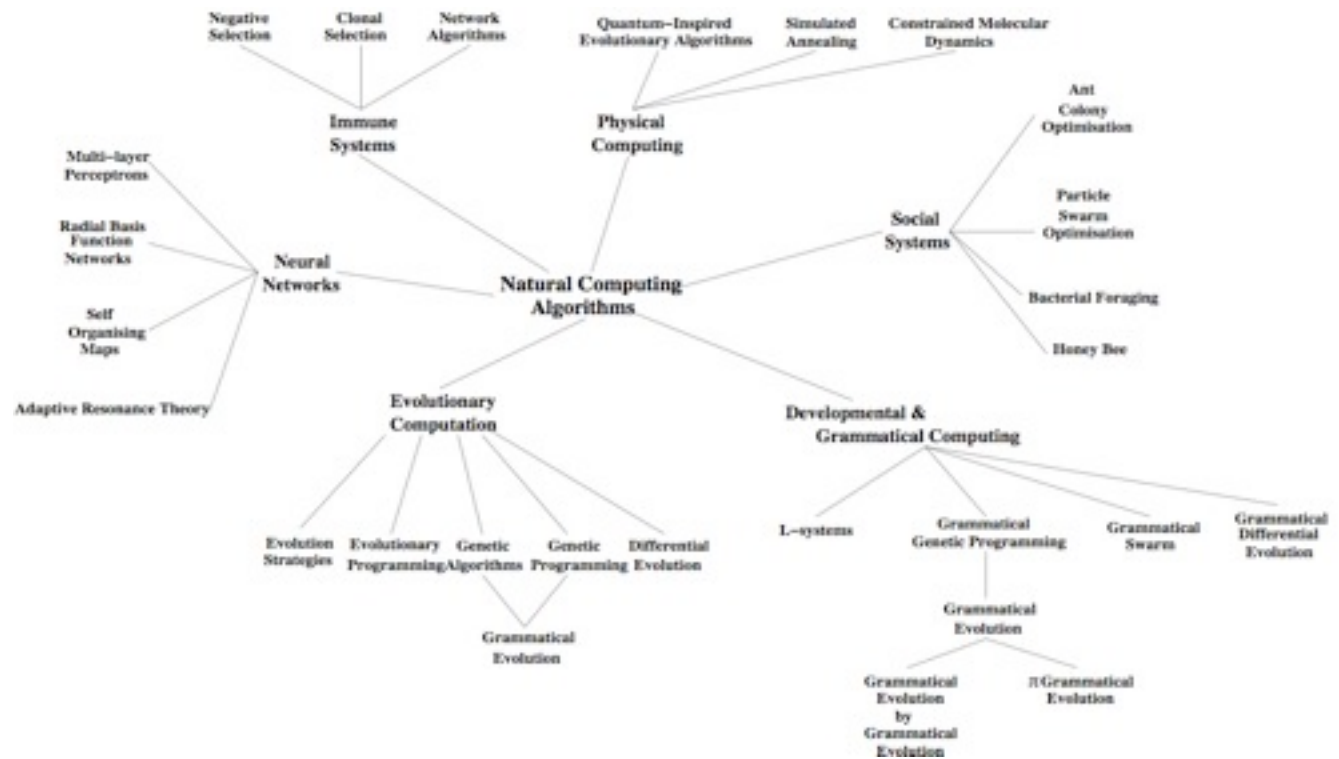 Negative
Selection
Clonal
Selection
Network
Algorithms
Quantum-Inspired
Evolutionary Algorithms
Simulated
Annealing
Constrained Molecular
Dynamics
Immune
Systems
Physical
Computing
Ant
Colony
Optimisation
Multi-layer
Perceptrons
Particle
Swarm
Optimisation
Social
Systems
Radial Basis
Function
Networks
Neural
Networks
Natural Computing
Algorithms
Bacterial Foraging
Self
Organising
Maps
Honey Bee
Adaptive Resonance Theory
Evolutionary
Computation
Developmental &
Grammatical Computing
Evolution
Strategies
Evolutionary
Programming
Genetic
Algorithms
Genetic
Programming
Differential
Evolution
L-systems
Grammatical
Genetic Programming
Grammatical
Swarm
Grammatical
Differential
Evolution
Grammatical
Evolution
Grammatical
Evolution
Grammatical
Evolution
by
Grammatical
Evolution
πGrammatical
Evolution